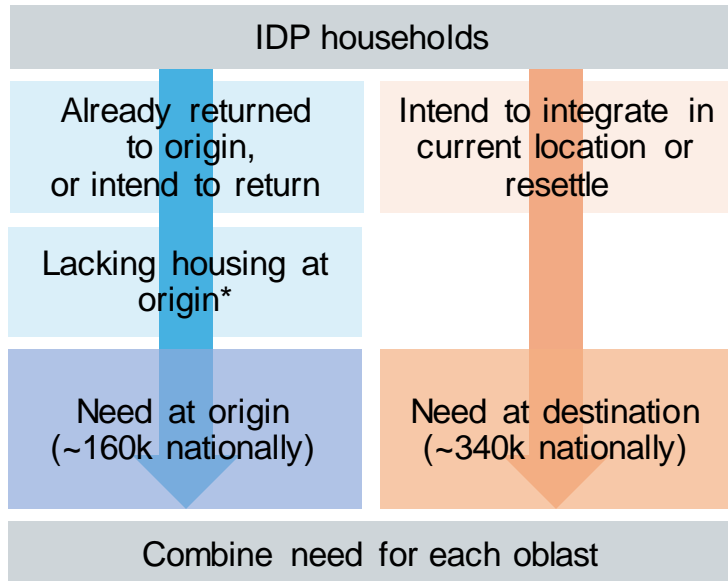 IDP households
Already returned
to origin,
or intend to return
Lacking housing at
origin*
Need at origin
(~160k nationally)
Intend to integrate in
current location or
resettle
Need at destination
(~340k nationally)
Combine need for each oblast